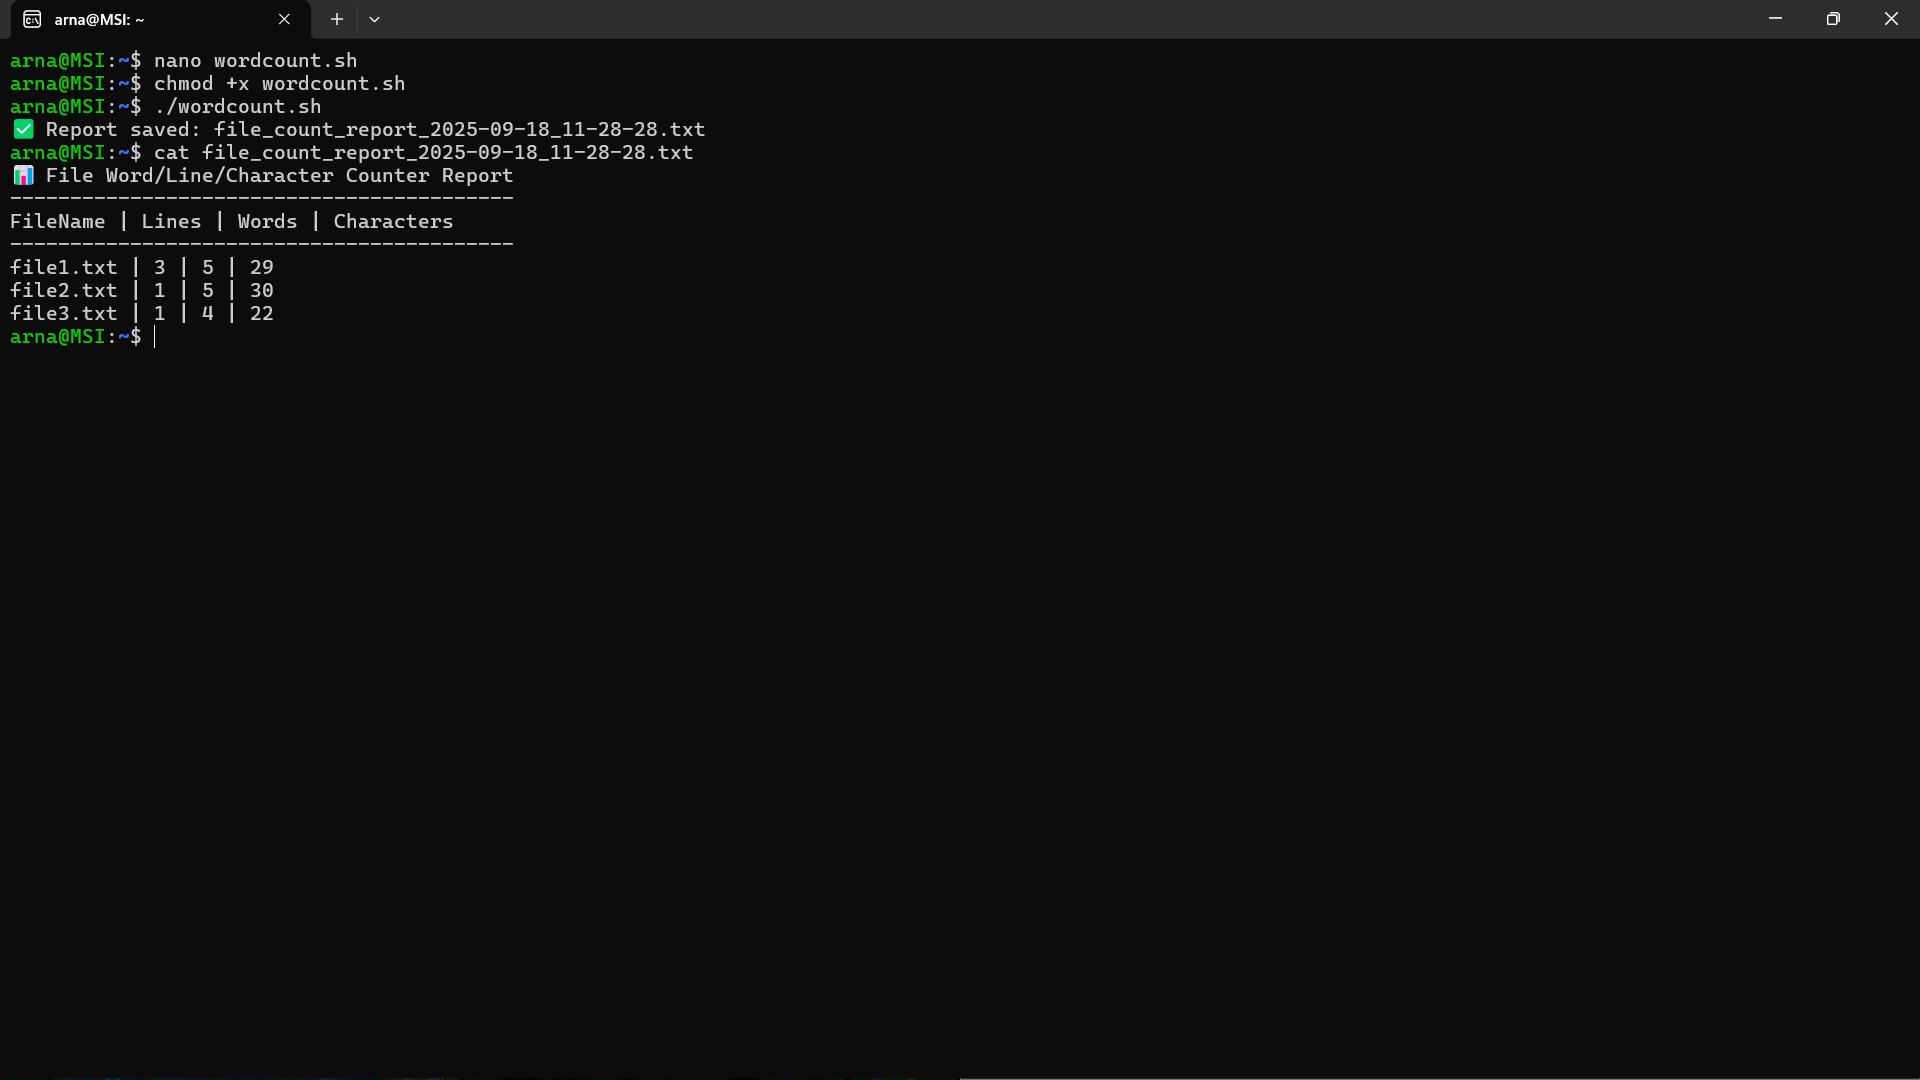 arna@MSI: ~
arna@MSI:~$ nano wordcount.sh
arna@MSI:~$ chmod +x wordcount.sh
arna@MSI:~$ ./wordcount.sh
✅ Report saved: file_count_report_2025-09-18_11-28-28.txt
arna@MSI:~$ cat file_count_report_2025-09-18_11-28-28.txt
📊 File Word/Line/Character Counter Report
------------------------------------------
FileName | Lines | Words | Characters
------------------------------------------
file1.txt | 3 | 5 | 29
file2.txt | 1 | 5 | 30
file3.txt | 1 | 4 | 22
arna@MSI:~$